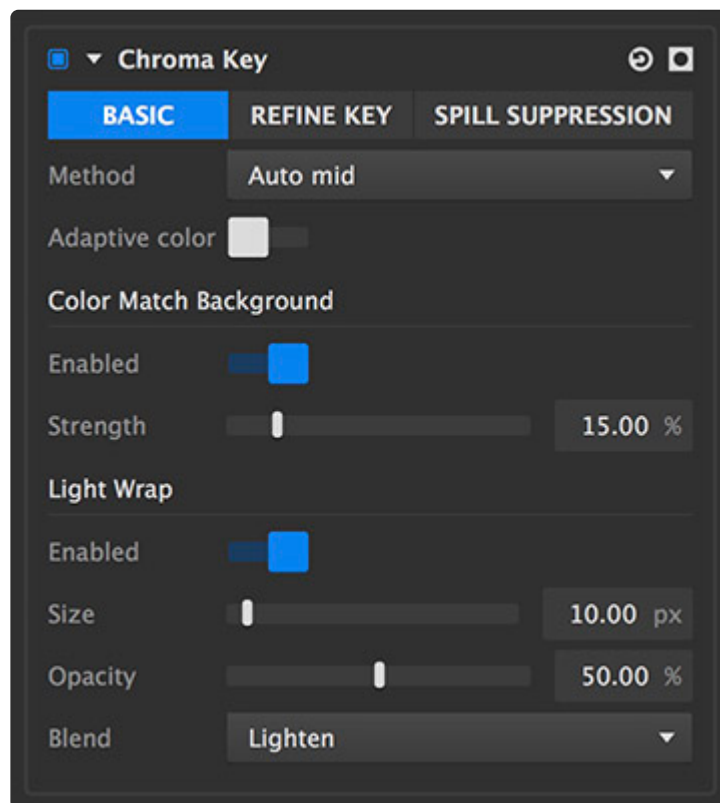 Chroma Key
BASIC REFINE KEY SPILL SUPPRESSION
Method Auto mid
Adaptive color
Color Match Background
Enabled
Strength 15.00 %
Light Wrap
Enabled
Size 10.00 px
Opacity 50.00 %
Blend Lighten